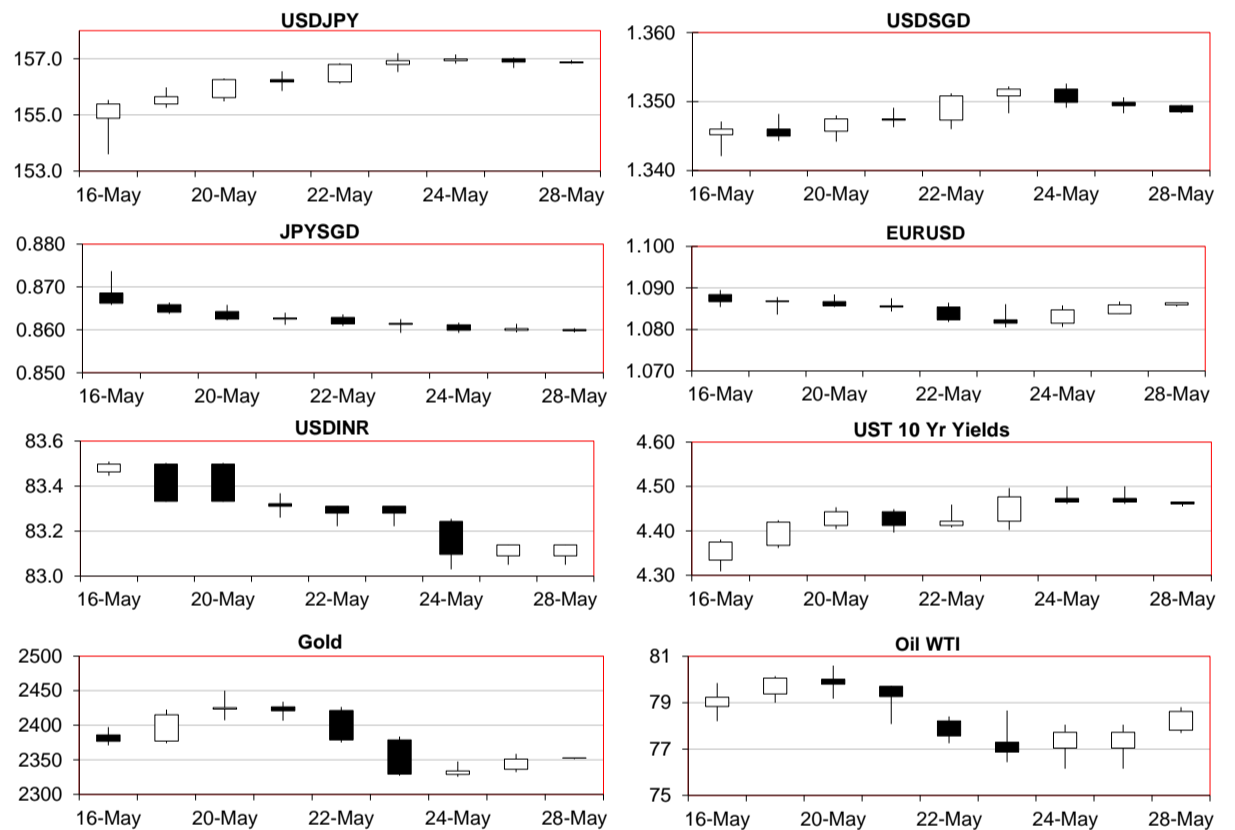 USDJPY
157.0
155.0
153.0
16-May 20-May 22-May 24-May 28-May
USDSGD
1.360
1.350
1.340
16-May 20-May 22-May 24-May 28-May
JPYSGD
0.880
0.870
0.860
0.850
16-May 20-May 22-May 24-May 28-May
EURUSD
1.100
1.090
1.080
1.070
16-May 20-May 22-May 24-May 28-May
USDINR
83.6
83.4
83.2
83.0
16-May 20-May 22-May 24-May 28-May
UST 10 Yr Yields
4.60
4.50
4.40
4.30
16-May 20-May 22-May 24-May 28-May
Gold
2500
2450
2400
2350
2300
16-May 20-May 22-May 24-May 28-May
Oil WTI
81
79
77
75
16-May 20-May 22-May 24-May 28-May